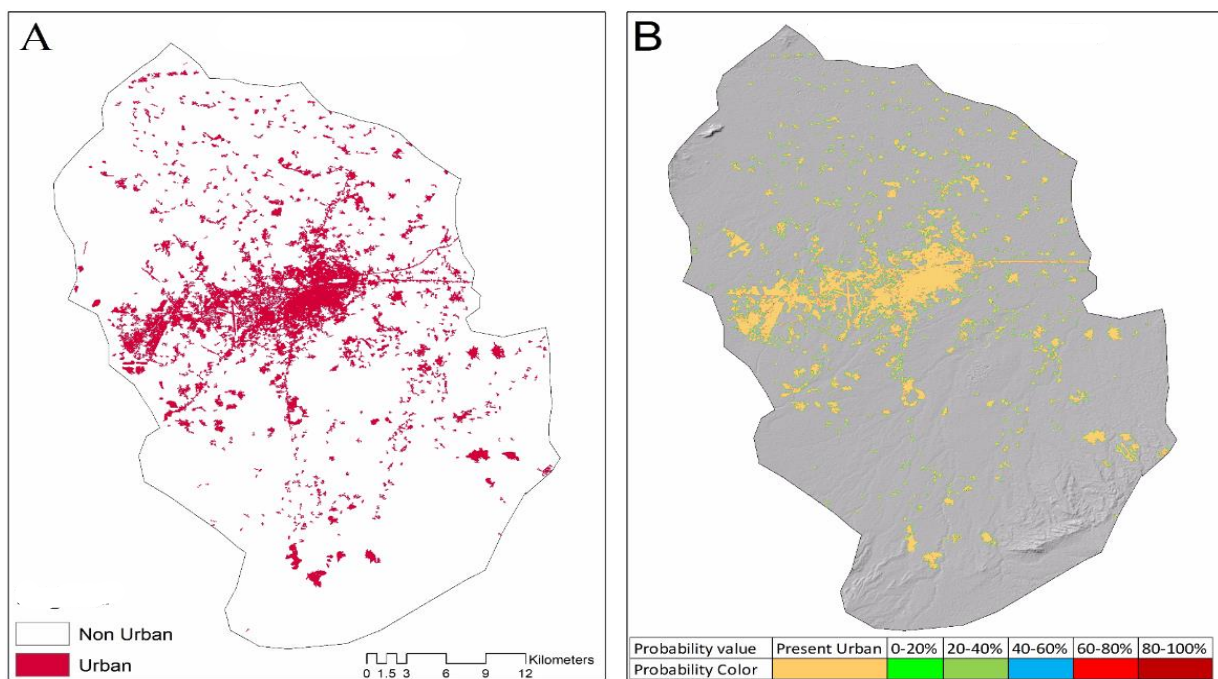 A
B
Non Urban
Urban
Kilometers
0 1.5 3 6 9 12
Probability value Present Urban 0-20% 20-40% 40-60% 60-80% 80-100%
Probability Color